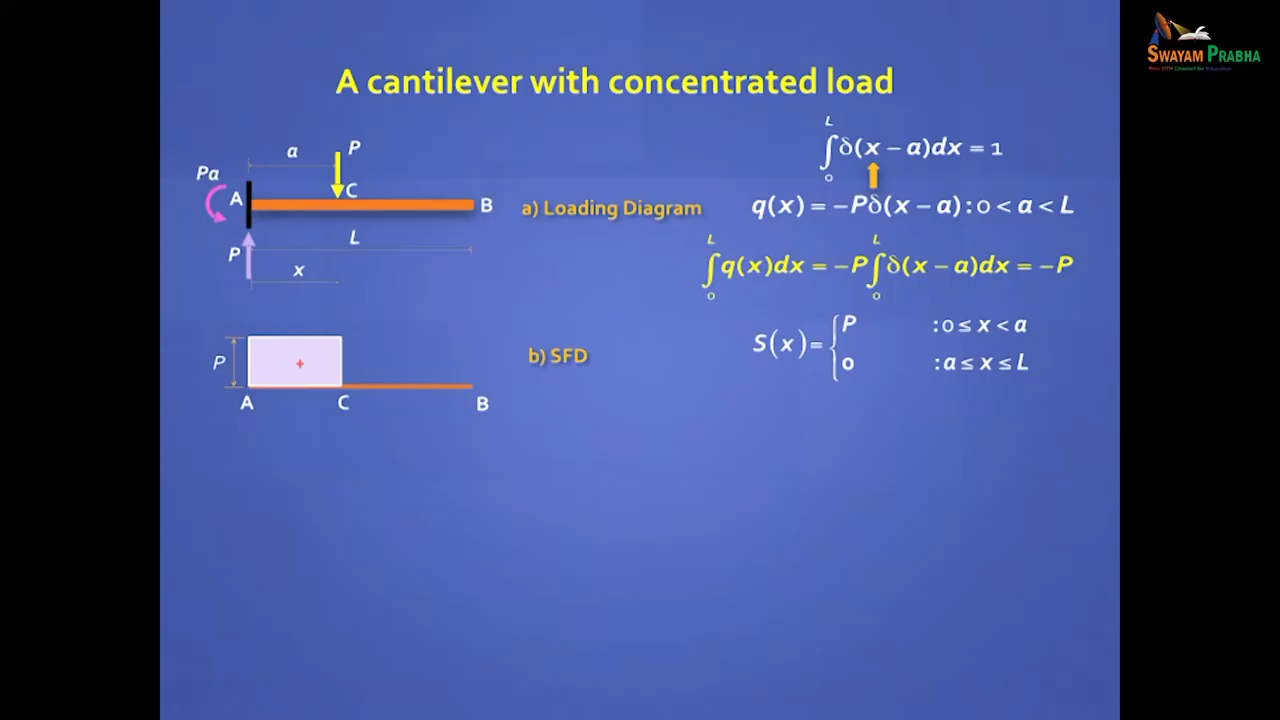 SWAYAM PRABHA
A cantilever with concentrated load
a
P
Pa
A
C
B
a) Loading Diagram
P
L
x
L
∫δ(x – a)dx = 1
0
q(x) = –Pδ(x – a) : 0 < a < L
L L
∫q(x)dx = –P∫δ(x – a)dx = –P
0 0
P
+
A
C
B
b) SFD
S(x) = { P : 0 ≤ x < a
0 : a ≤ x ≤ L